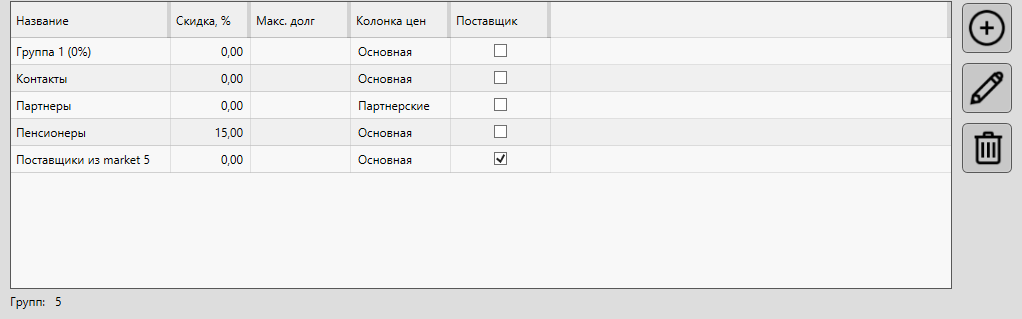 Название Скидка, % Макс. долг Колонка цен Поставщик
Группа 1 (0%) 0,00 Основная
Контакты 0,00 Основная
Партнеры 0,00 Партнерские
Пенсионеры 15,00 Основная
Поставщики из market 5 0,00 Основная
Групп: 5